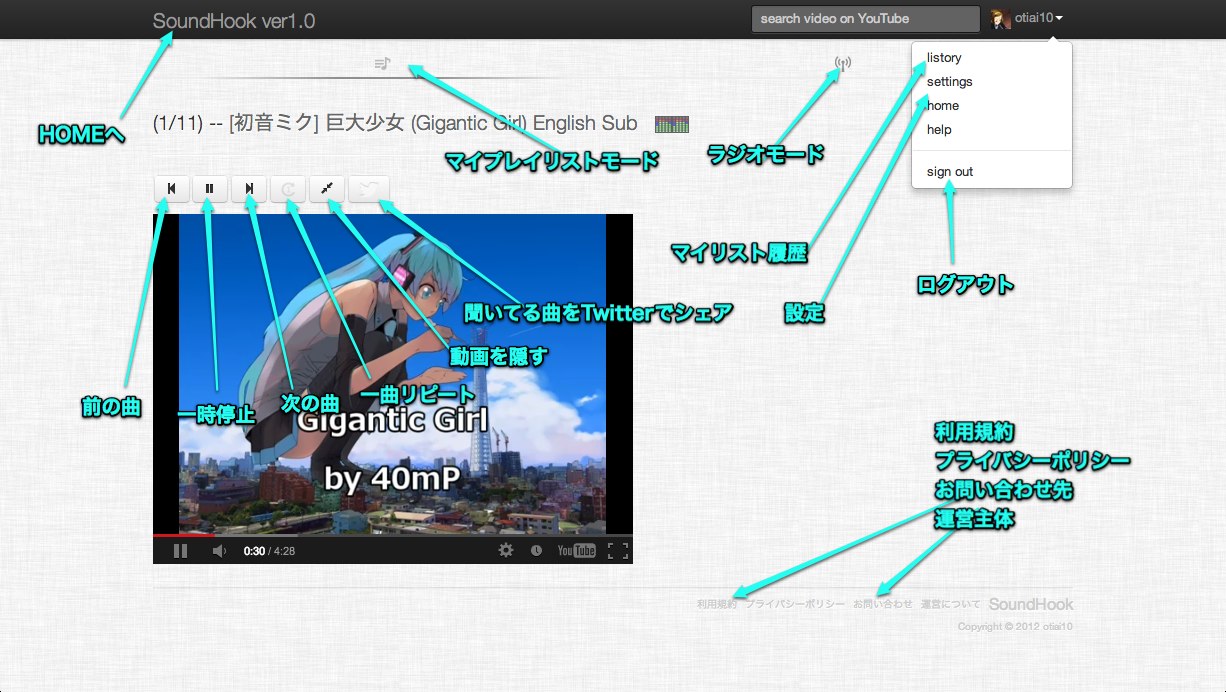 SoundHook ver1.0
search video on YouTube
otiai10
listory
settings
home
help
sign out
HOMEへ
(1/11) -- [初音ミク] 巨大少女 (Gigantic Girl) English Sub
マイプレイリストモード
ラジオモード
マイリスト履歴
ログアウト
設定
聞いてる曲をTwitterでシェア
動画を隠す
一曲リピート
次の曲
前の曲
一時停止
Gigantic Girl
by 40mP
0:30 / 4:28
YouTube
利用規約
プライバシーポリシー
お問い合わせ先
運営主体
利用規約 プライバシーポリシー お問い合わせ 運営について SoundHook
Copyright © 2012 otiai10